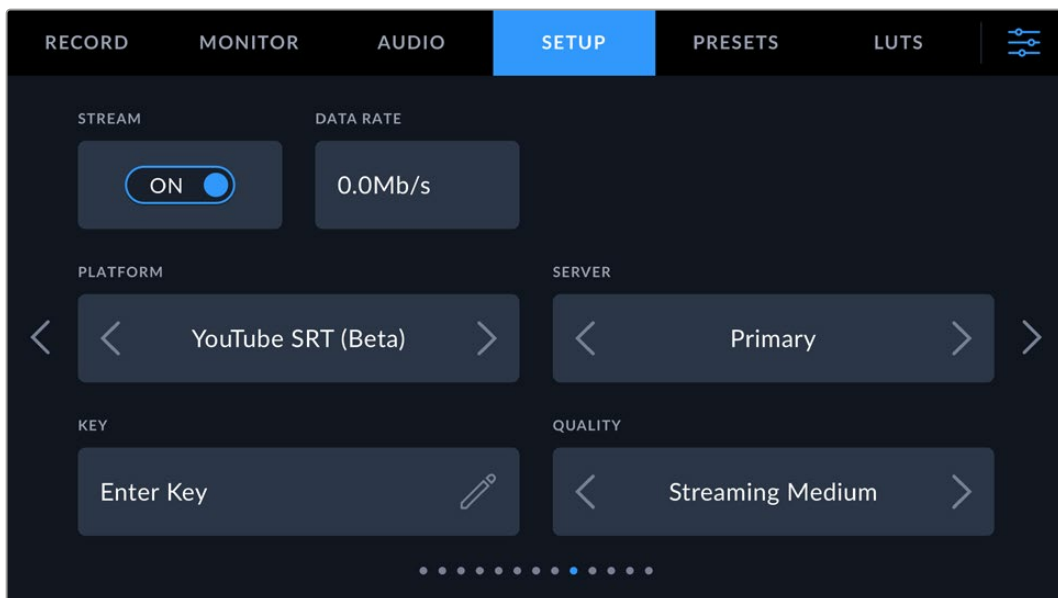 RECORD MONITOR AUDIO SETUP PRESETS LUTS
STREAM DATA RATE
ON 0.0Mb/s
PLATFORM SERVER
YouTube SRT (Beta) Primary
KEY QUALITY
Enter Key Streaming Medium